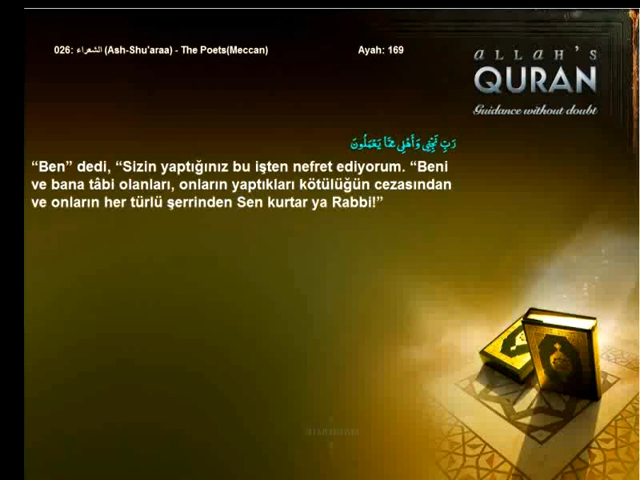 026: الشعراء (Ash-Shu'araa) - The Poets(Meccan) Ayah: 169
ALLAH'S
QURAN
Guidance without doubt
رَبِّ نَجِّنِي وَأَهْلِي مِمَّا يَعْمَلُونَ
“Ben” dedi, “Sizin yaptığınız bu işten nefret ediyorum. “Beni
ve bana tâbi olanları, onların yaptıkları kötülüğün cezasından
ve onların her türlü şerrinden Sen kurtar ya Rabbi!”